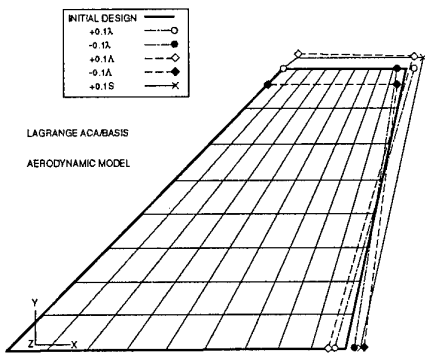 INITIAL DESIGN
+0.1λ
-0.1λ
+0.1Λ
-0.1Λ
+0.1S
LAGRANGE ACA/BASIS
AERODYNAMIC MODEL
Y
Z
X